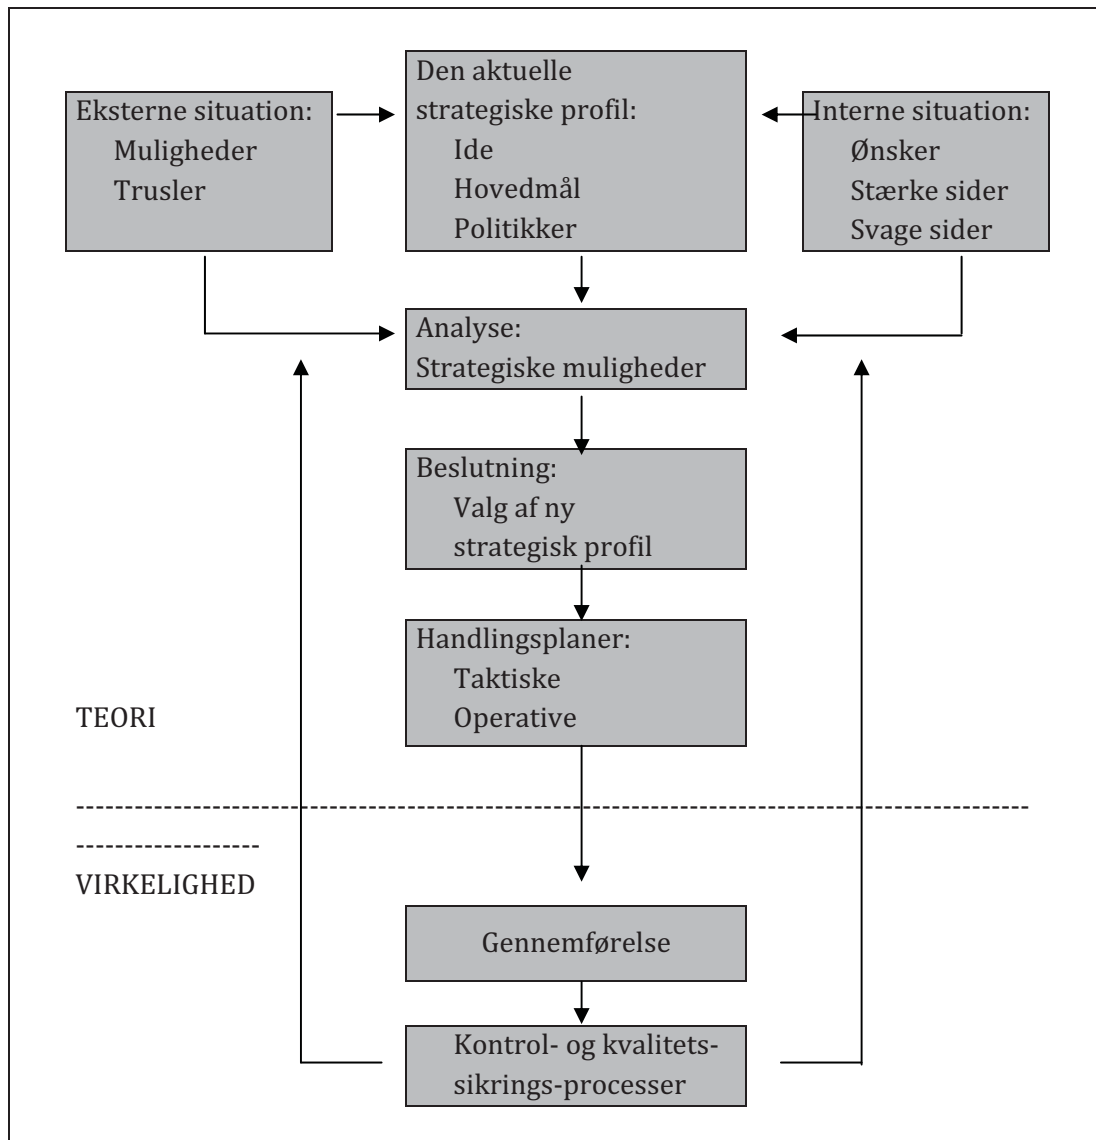 Den aktuelle
strategiske profil:
Ide
Hovedmål
Politikker
Eksterne situation:
Muligheder
Trusler
Interne situation:
Ønsker
Stærke sider
Svage sider
Analyse:
Strategiske muligheder
Beslutning:
Valg af ny
strategisk profil
Handlingsplaner:
Taktiske
Operative
TEORI
VIRKELIGHED
Gennemførelse
Kontrol- og kvalitets-
sikrings-processer